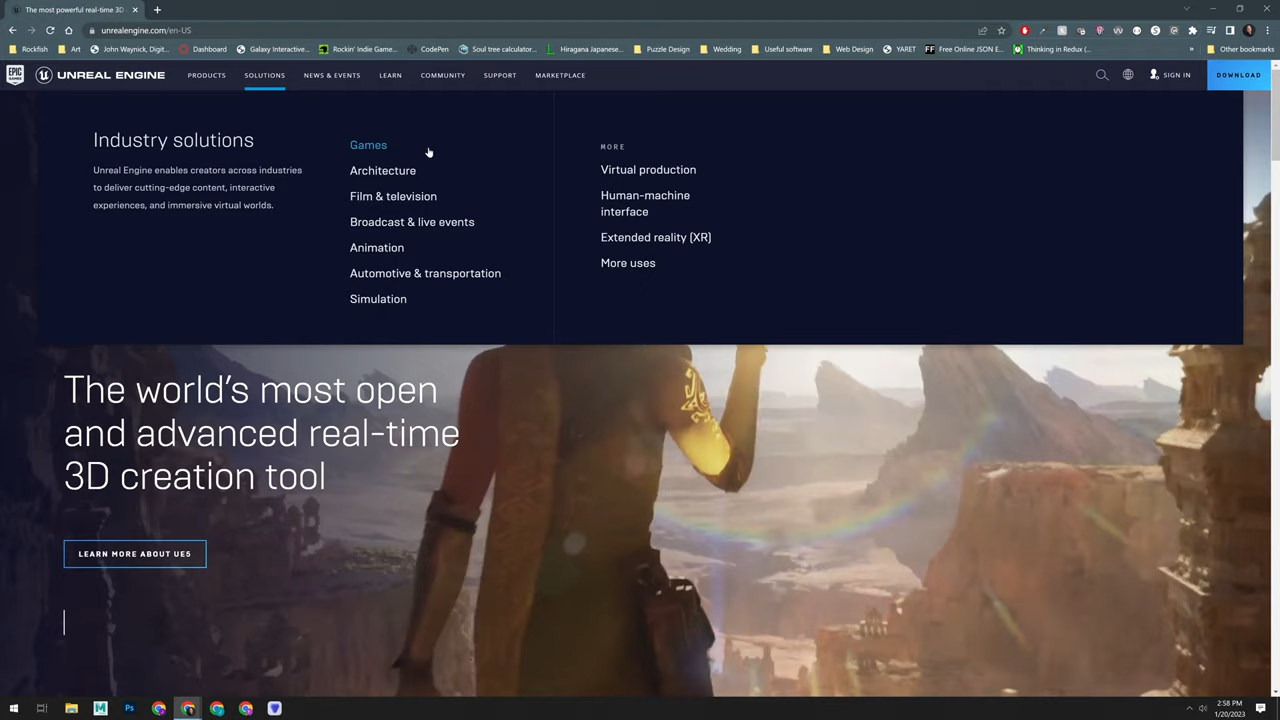 The most powerful real-time 3D
unrealengine.com/en-US
Rockfish
Art
John Waynick, Digit...
Dashboard
Galaxy Interactive...
Rockin' Indie Game...
CodePen
Soul tree calculator...
Hiragana Japanese...
Puzzle Design
Wedding
Useful software
Web Design
YARET
Free Online JSON E...
Thinking in Redux (...
»
Other bookmarks
EPIC GAMES
UNREAL ENGINE
PRODUCTS
SOLUTIONS
NEWS & EVENTS
LEARN
COMMUNITY
SUPPORT
MARKETPLACE
SIGN IN
DOWNLOAD
Industry solutions
Unreal Engine enables creators across industries
to deliver cutting-edge content, interactive
experiences, and immersive virtual worlds.
Games
Architecture
Film & television
Broadcast & live events
Animation
Automotive & transportation
Simulation
MORE
Virtual production
Human-machine
interface
Extended reality (XR)
More uses
The world's most open
and advanced real-time
3D creation tool
LEARN MORE ABOUT UE5
2:58 PM
1/20/2023